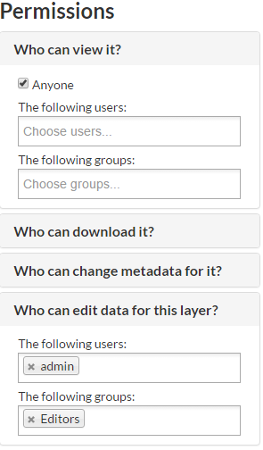 Permissions
Who can view it?
Anyone
The following users:
Choose users...
The following groups:
Choose groups...
Who can download it?
Who can change metadata for it?
Who can edit data for this layer?
The following users:
× admin
The following groups:
× Editors